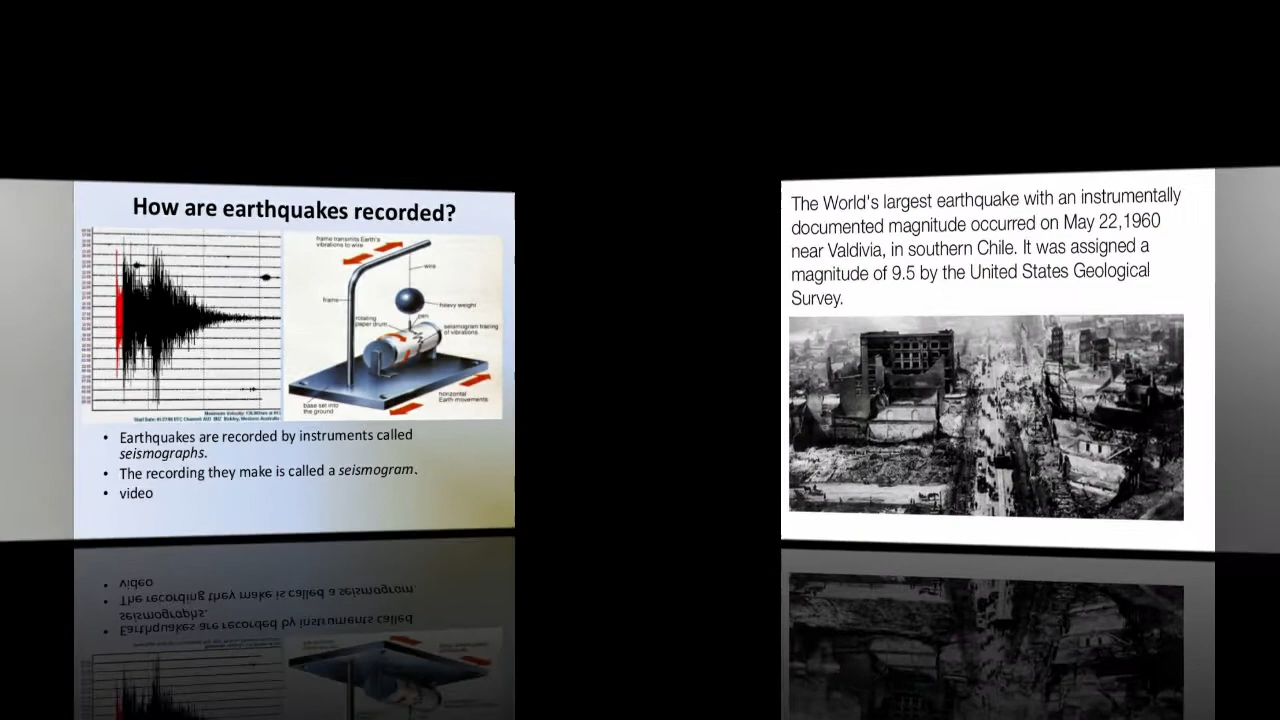 How are earthquakes recorded?
frame transmits Earth's
vibrations to wire
wire
frame
heavy weight
rotating
paper drum
pen
seismogram tracing
of vibrations
horizontal
Earth movements
base set into
the ground
• Earthquakes are recorded by instruments called
seismographs.
• The recording they make is called a seismogram.
• video
The World's largest earthquake with an instrumentally
documented magnitude occurred on May 22,1960
near Valdivia, in southern Chile. It was assigned a
magnitude of 9.5 by the United States Geological
Survey.